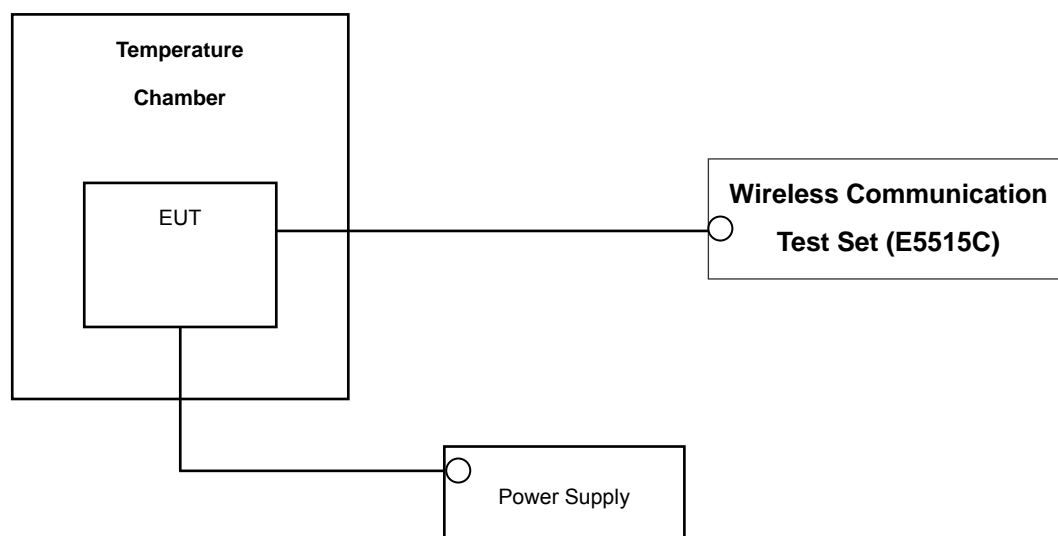 Temperature
Chamber
EUT
Wireless Communication
Test Set (E5515C)
Power Supply